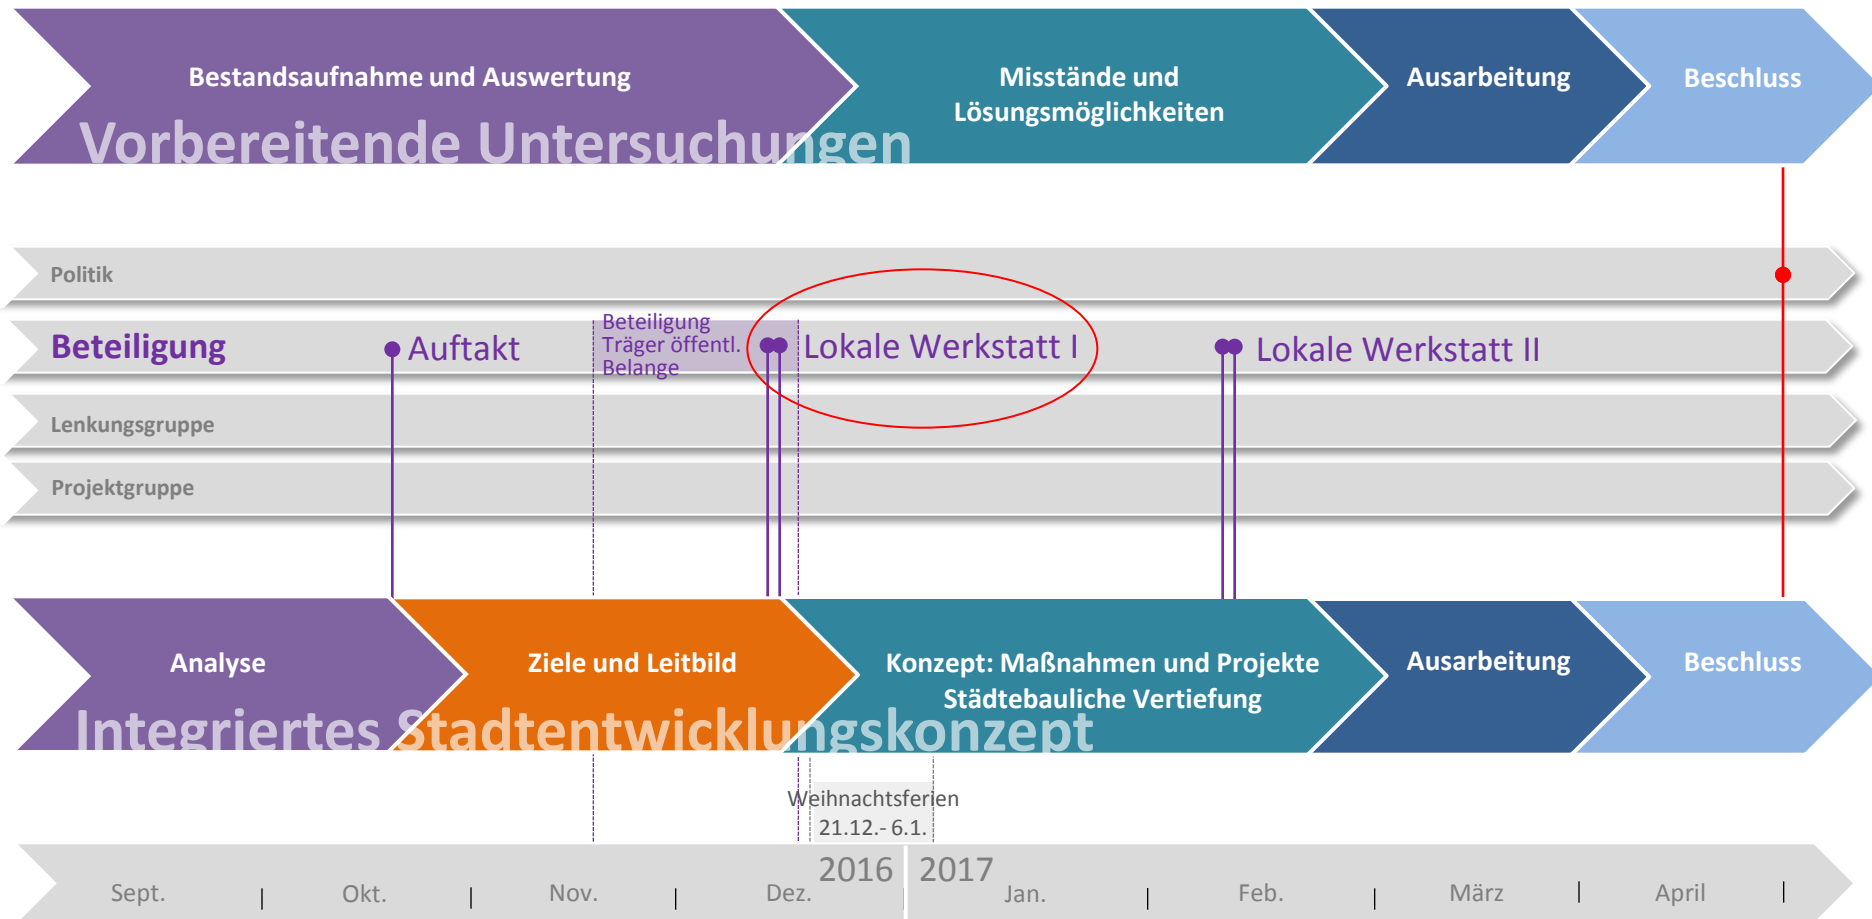 Bestandsaufnahme und Auswertung
Misstände und
Lösungsmöglichkeiten
Ausarbeitung
Beschluss
Vorbereitende Untersuchungen
Politik
Beteiligung
Auftakt
Beteiligung
Träger öffentl.
Belange
Lokale Werkstatt I
Lokale Werkstatt II
Lenkungsgruppe
Projektgruppe
Analyse
Ziele und Leitbild
Konzept: Maßnahmen und Projekte
Städtebauliche Vertiefung
Ausarbeitung
Beschluss
Integriertes Stadtentwicklungskonzept
Weihnachtsferien
21.12.- 6.1.
2016
2017
Sept.
Okt.
Nov.
Dez.
Jan.
Feb.
März
April